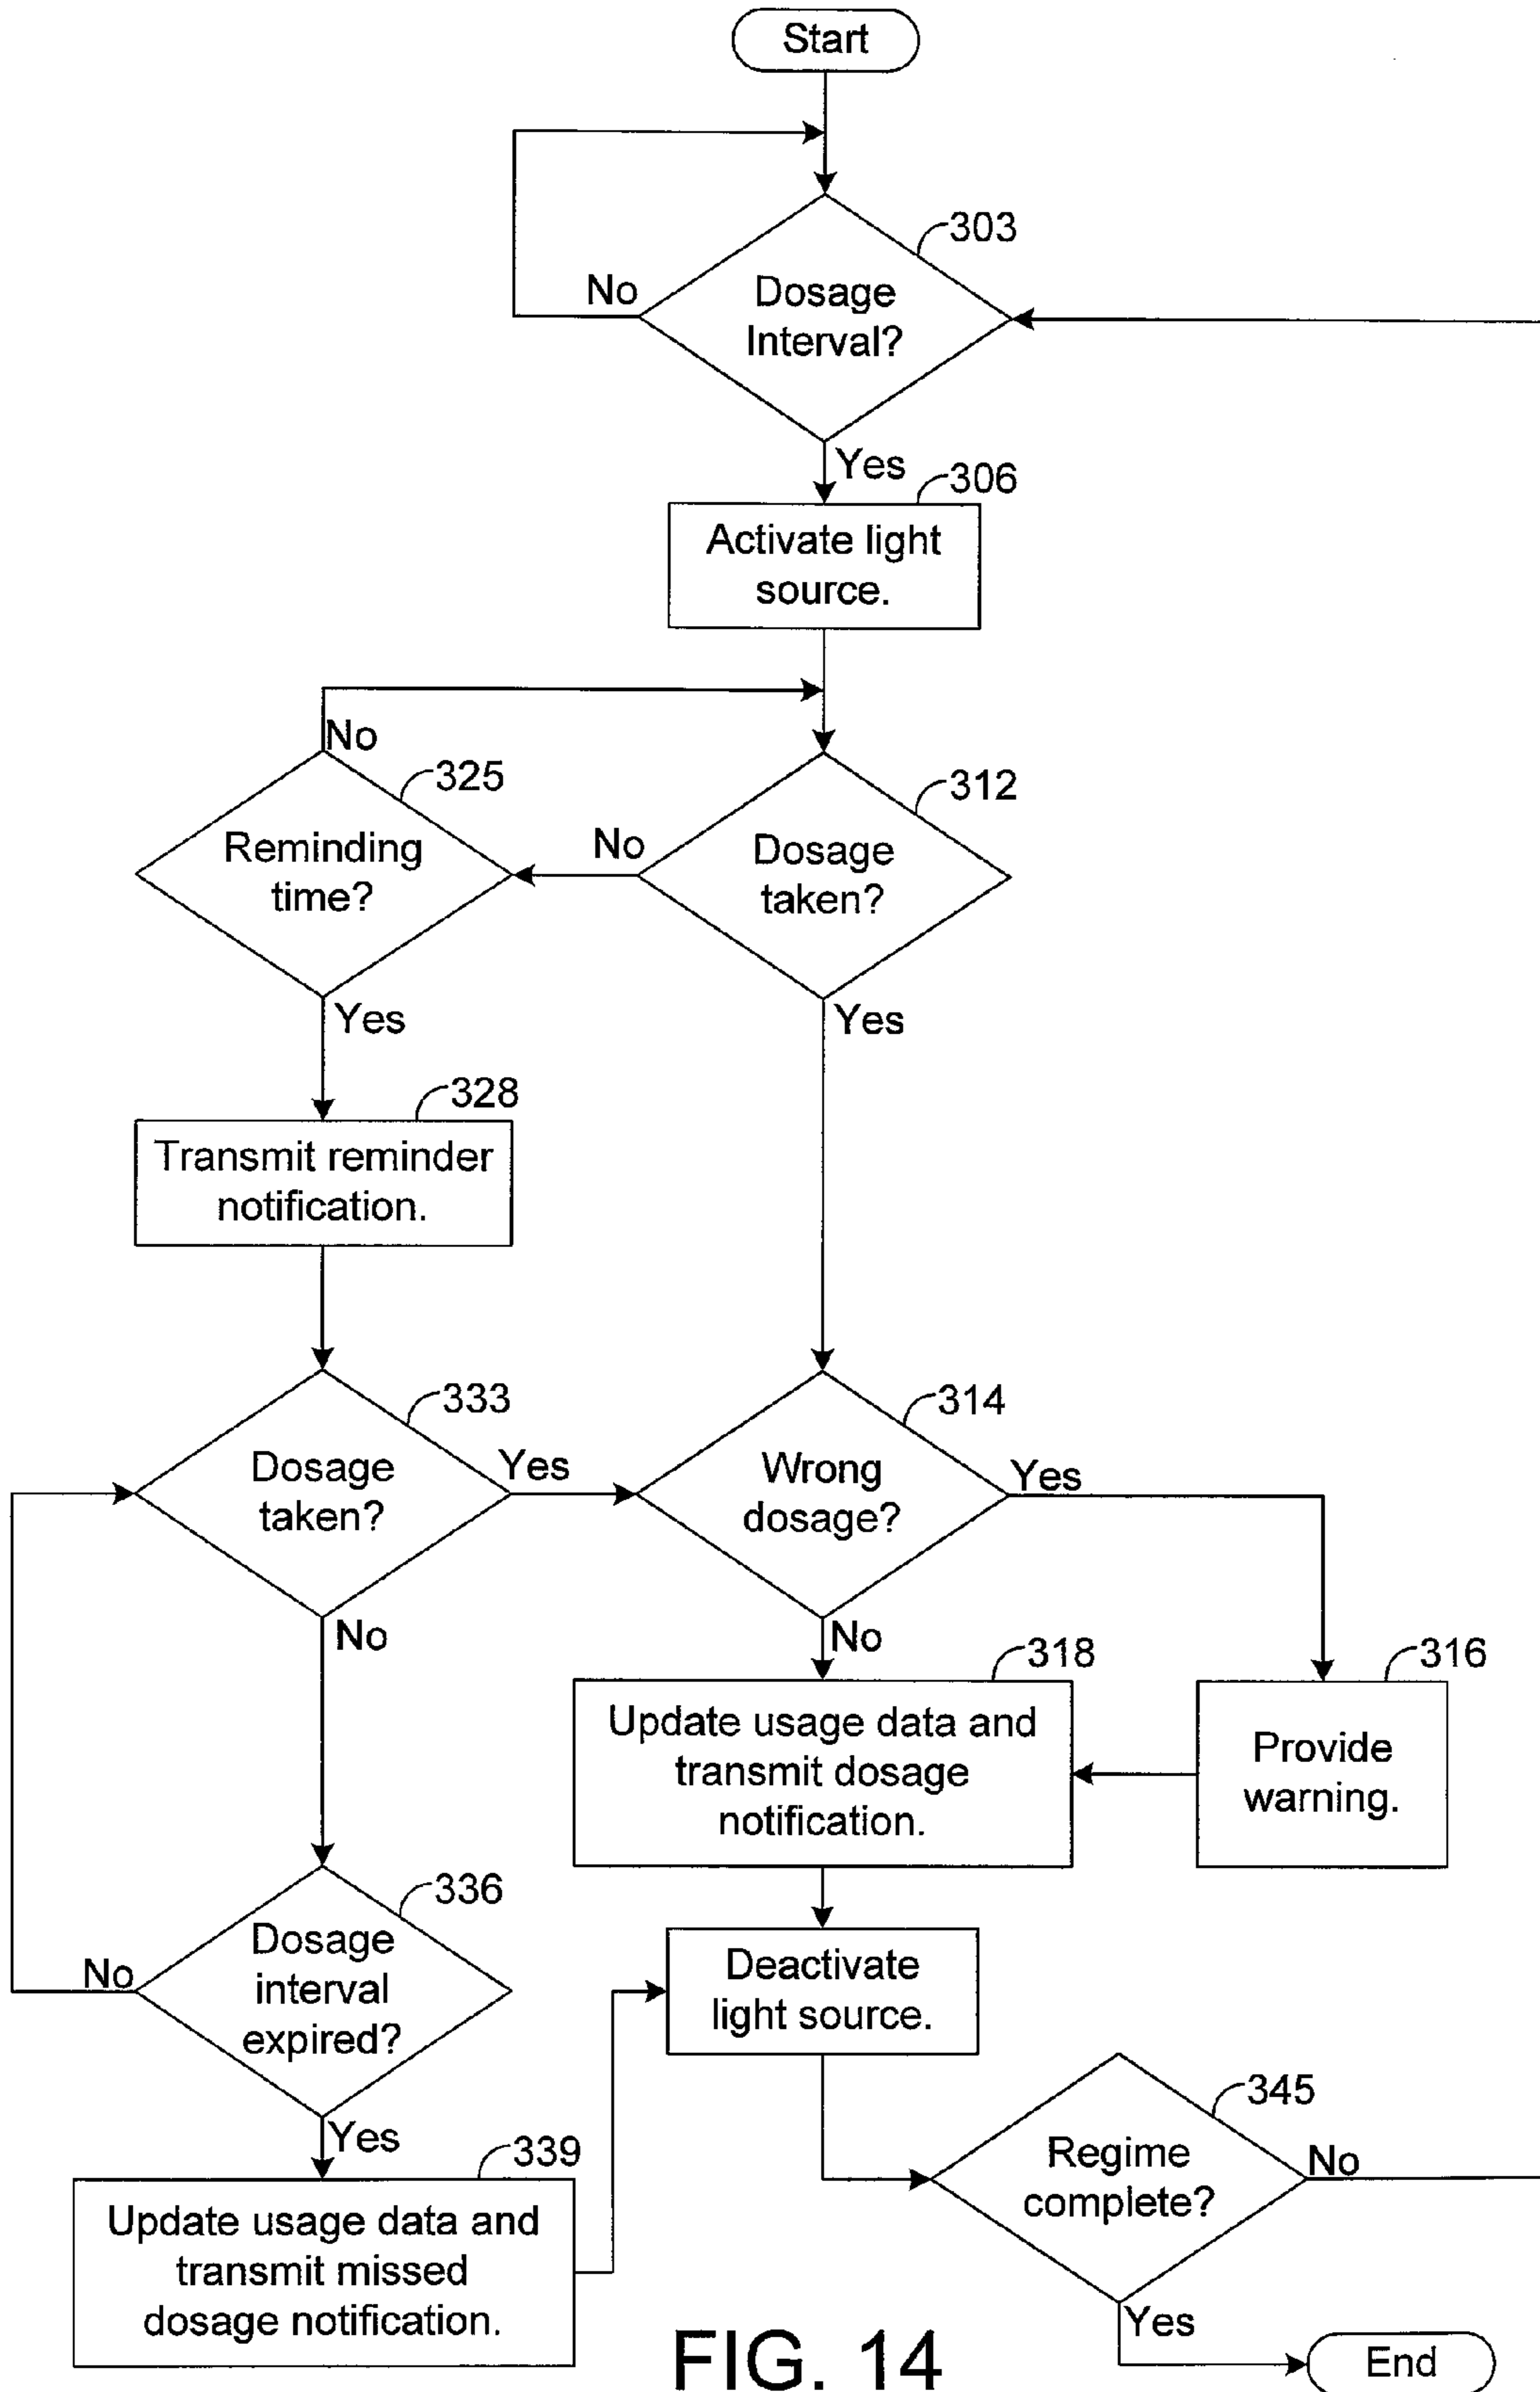 Start
303
Dosage
Interval?
No
Yes
306
Activate light
source.
No
325
Reminding
time?
No
312
Dosage
taken?
Yes
Yes
328
Transmit reminder
notification.
333
Dosage
taken?
Yes
314
Wrong
dosage?
Yes
No
No
318
Update usage data and
transmit dosage
notification.
316
Provide
warning.
336
Dosage
interval
expired?
No
Yes
Deactivate
light source.
339
Update usage data and
transmit missed
dosage notification.
345
Regime
complete?
No
Yes
End
FIG. 14